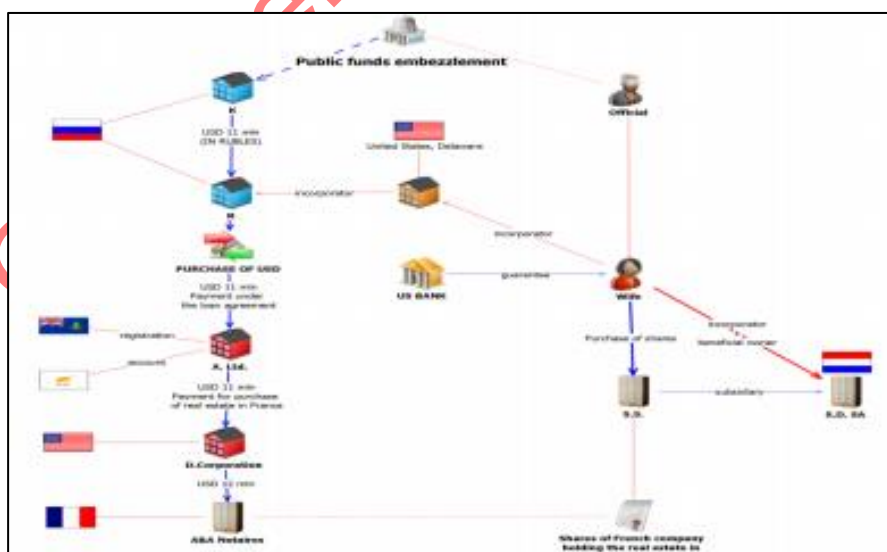 Public funds embezzlement
K
Official
USD 11 mln
(IN RUBLES)
United States, Delaware
incorporator
incorporator
PURCHASE OF USD
US BANK
guarantee
Wife
USD 11 mln
Payment under
the loan agreement
registration
account
A. Ltd.
Purchase of shares
incorporator
beneficial owner
USD 11 mln
Payment for purchase
of real estate in France
S.D.
subsidiary
D.Corporation
USD 11 mln
A&A Notaires
Shares of French company
holding the real estate in